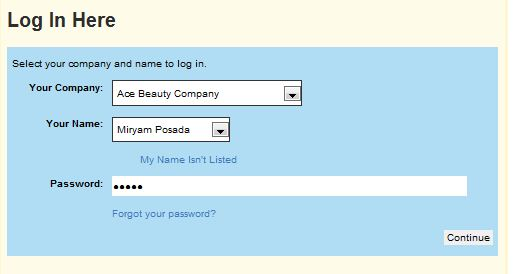 Log In Here
Select your company and name to log in.
Your Company: Ace Beauty Company
Your Name: Miryam Posada
My Name Isn't Listed
Password: •••••
Forgot your password?
Continue